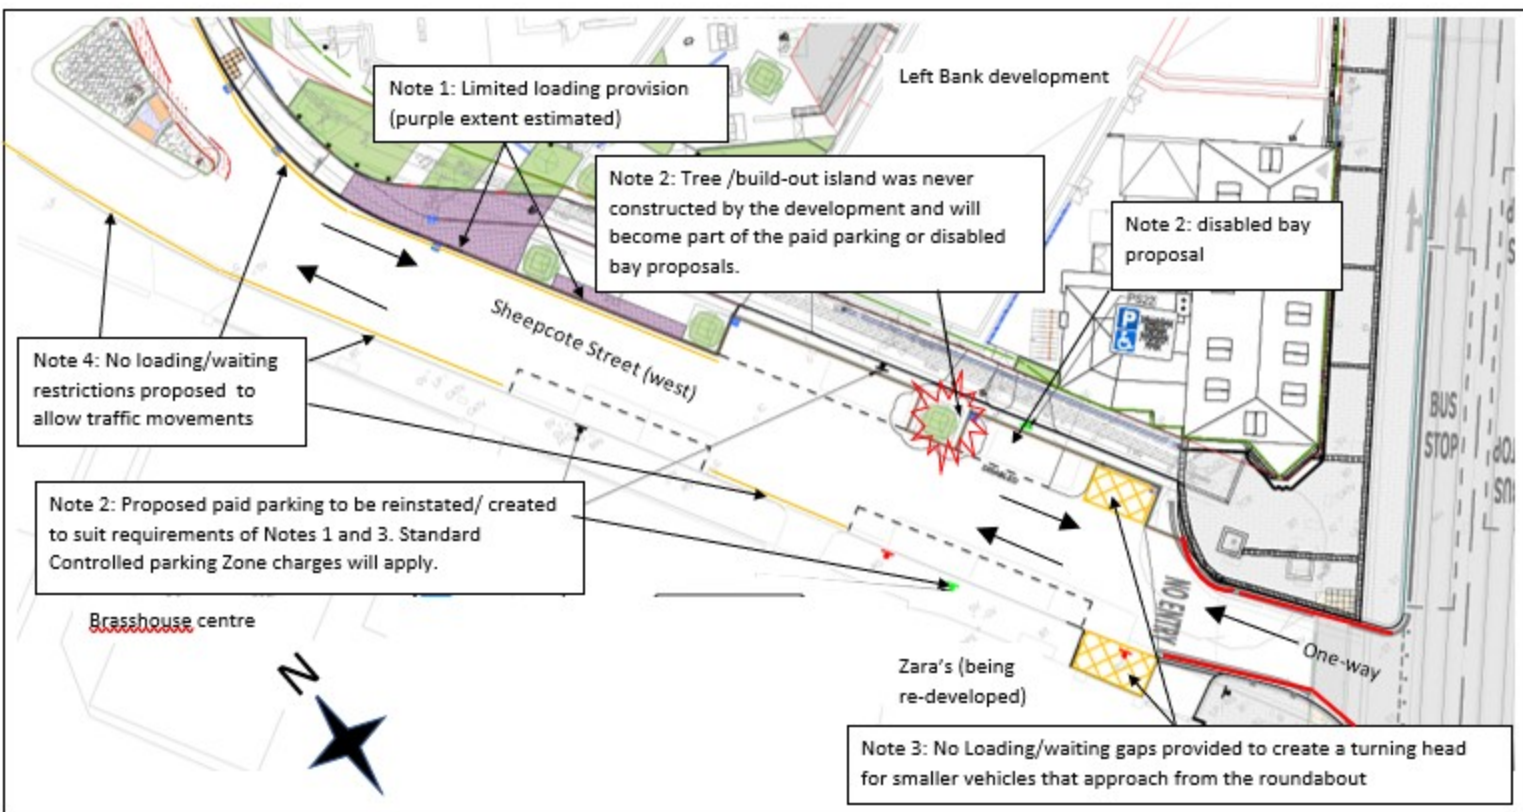 Left Bank development
Note 1: Limited loading provision
(purple extent estimated)
Note 2: Tree /build-out island was never
constructed by the development and will
become part of the paid parking or disabled
bay proposals.
Note 2: disabled bay
proposal
P
Sheepcote Street (west)
Note 4: No loading/waiting
restrictions proposed to
allow traffic movements
BUS
STOP
Note 2: Proposed paid parking to be reinstated/ created
to suit requirements of Notes 1 and 3. Standard
Controlled parking Zone charges will apply.
NO ENTRY
Brasshouse centre
One-way
N
Zara's (being
re-developed)
Note 3: No Loading/waiting gaps provided to create a turning head
for smaller vehicles that approach from the roundabout